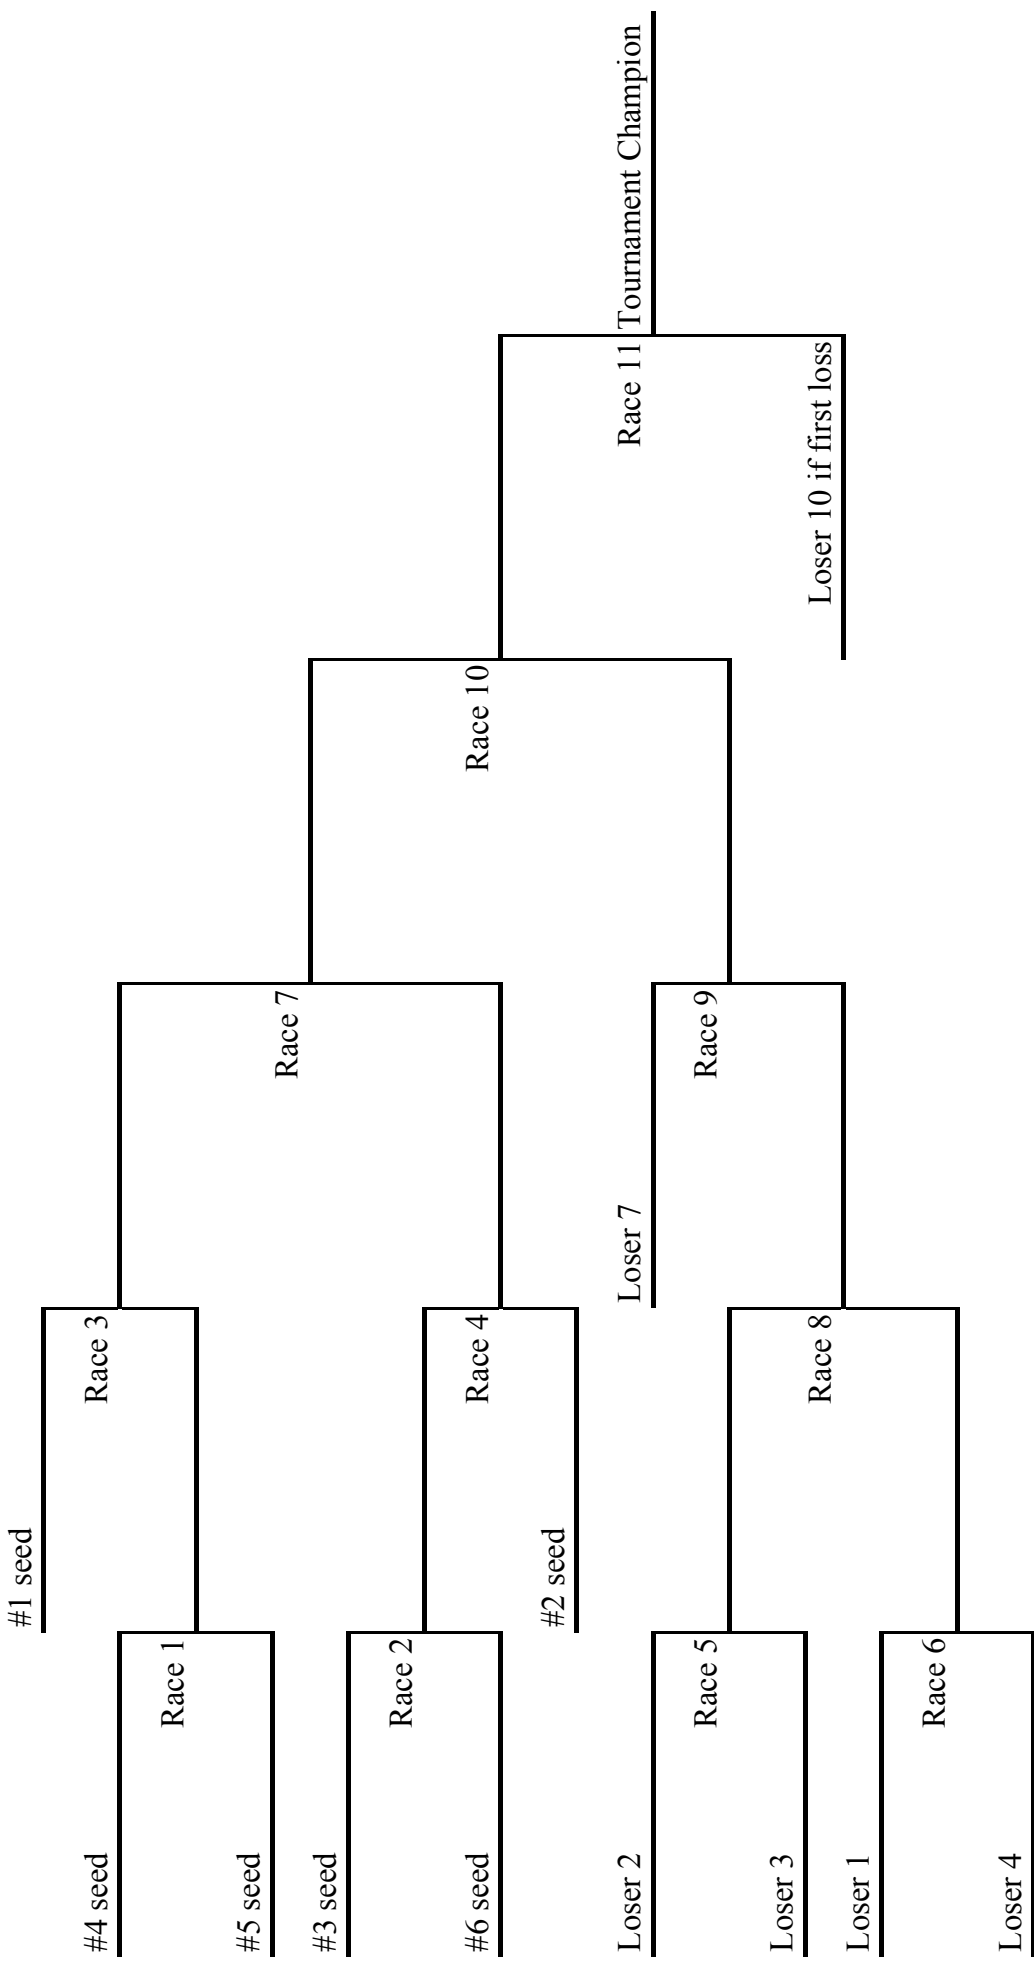 #1 seed
Race 3
#4 seed
Race 1
#5 seed
Race 7
#3 seed
Race 2
#6 seed
Race 4
#2 seed
Race 10
Loser 7
Race 9
Loser 2
Race 5
Loser 3
Race 8
Loser 1
Race 6
Loser 4
Race 11
Tournament Champion
Loser 10 if first loss